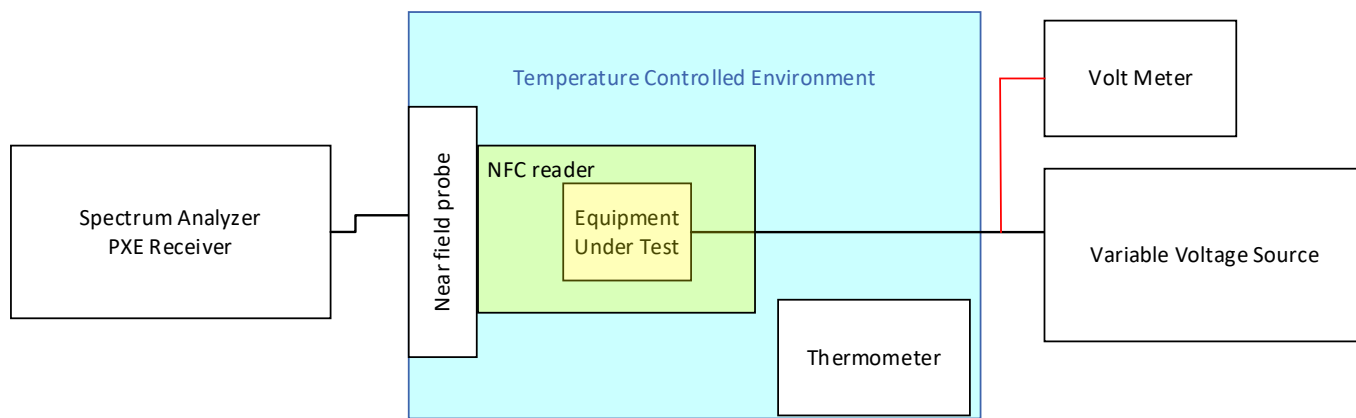 Temperature Controlled Environment
Volt Meter
Spectrum Analyzer
PXE Receiver
Near field probe
NFC reader
Equipment
Under Test
Variable Voltage Source
Thermometer